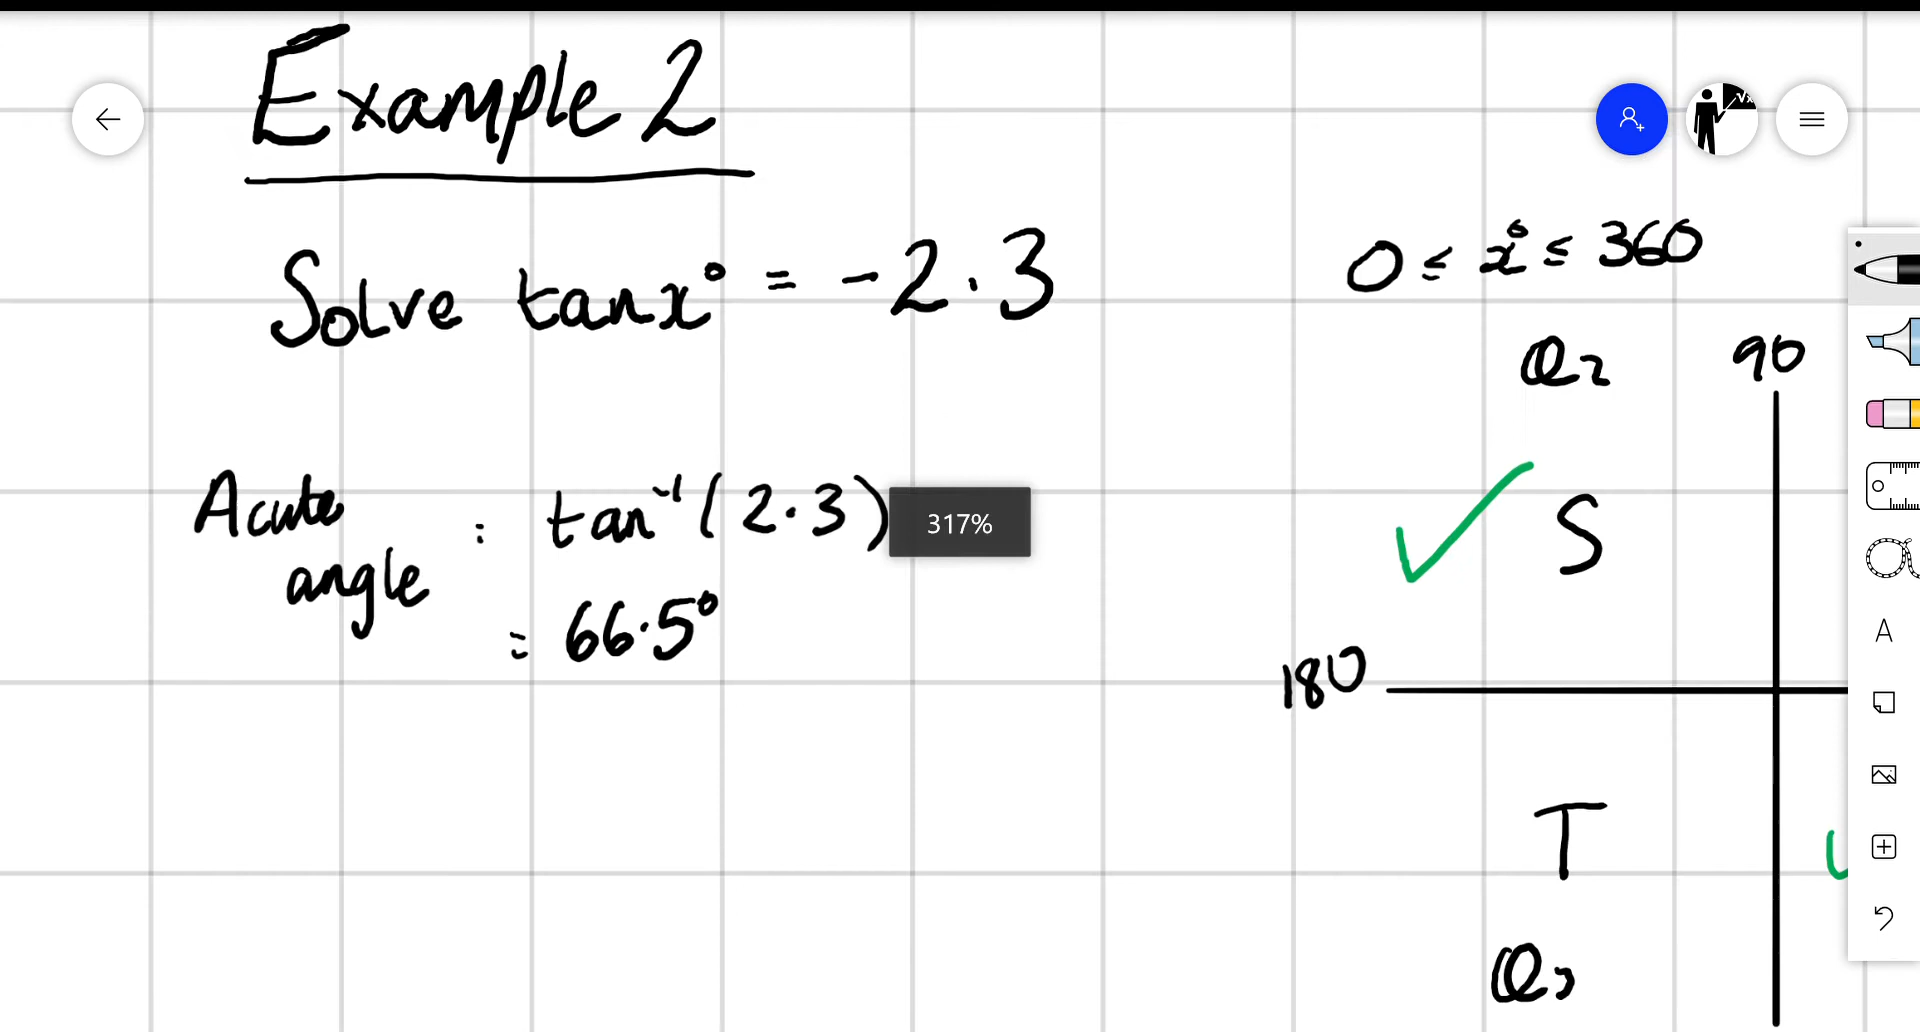 Example 2
Solve tan x° = -2.3
0 ≤ x° ≤ 360
Q2
90
Acute angle : tan⁻¹(2.3)
= 66.5°
317%
S
180
T
Q3
A
√x